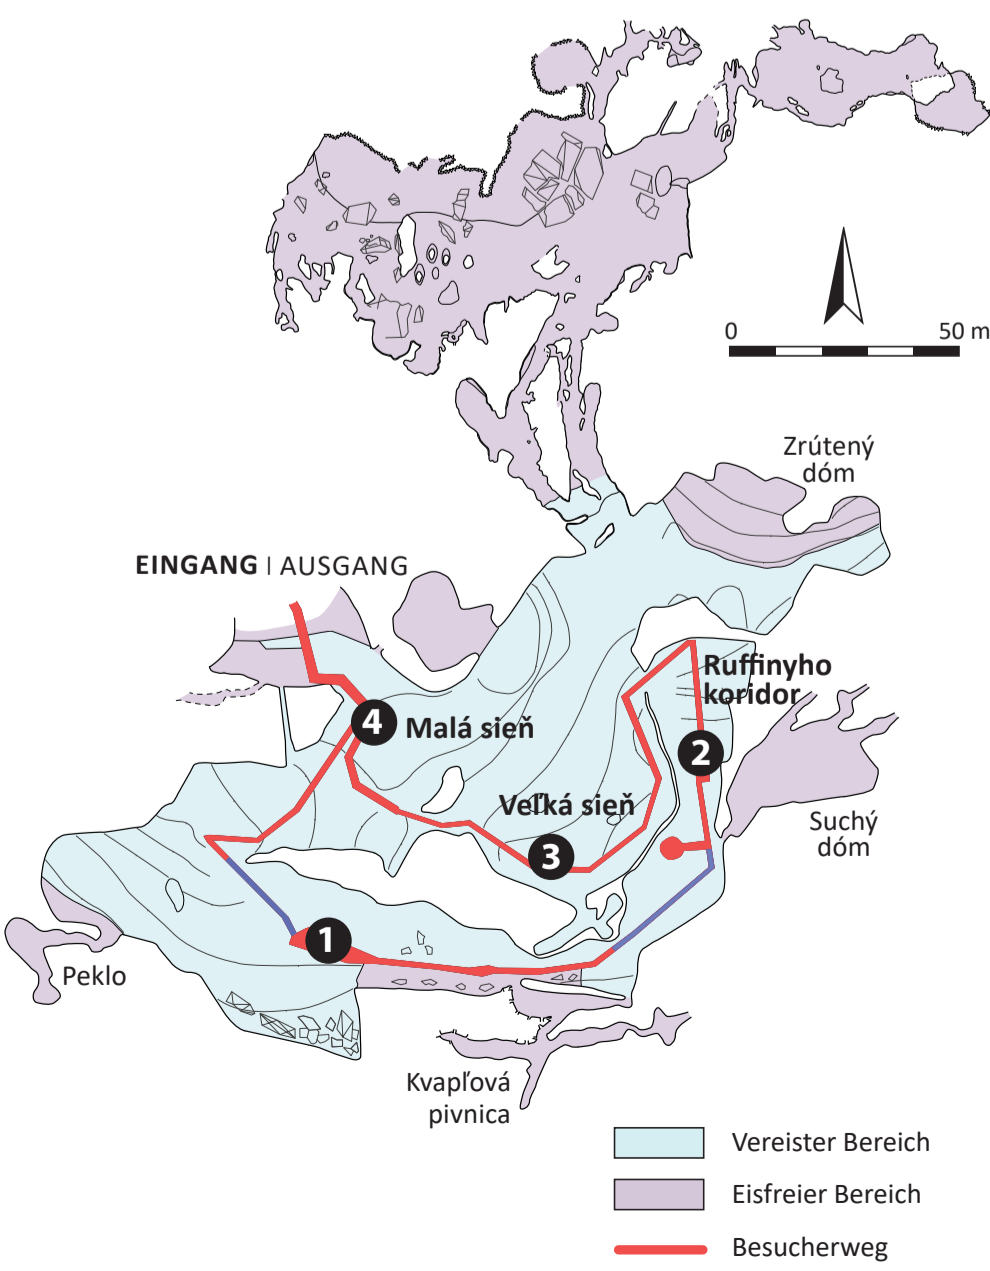 0 50 m
Zrútený
dóm
EINGANG | AUSGANG
Ruffinyho
koridor
4 Malá sieň
2
Veľká sieň
3
Suchý
dóm
1
Peklo
Kvapľová
pivnica
Vereister Bereich
Eisfreier Bereich
Besucherweg